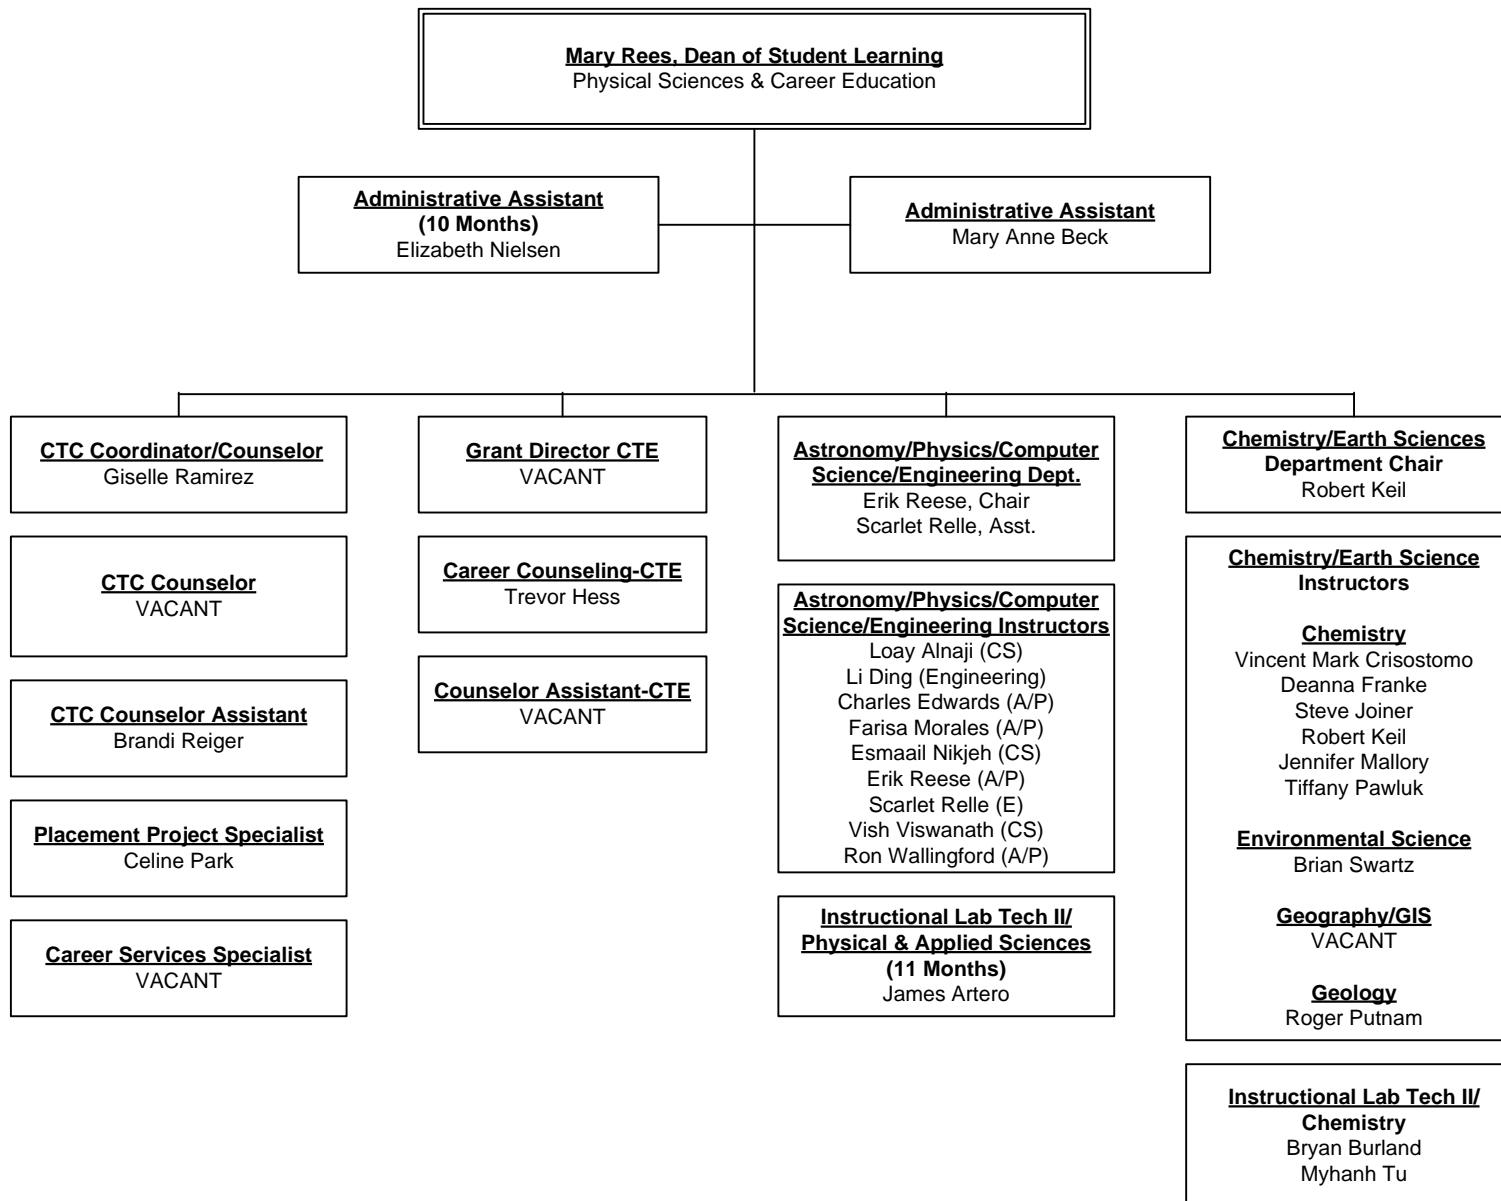 Mary Rees, Dean of Student Learning
Physical Sciences & Career Education
Administrative Assistant
(10 Months)
Elizabeth Nielsen
Administrative Assistant
Mary Anne Beck
CTC Coordinator/Counselor
Giselle Ramirez
CTC Counselor
VACANT
CTC Counselor Assistant
Brandi Reiger
Placement Project Specialist
Celine Park
Career Services Specialist
VACANT
Grant Director CTE
VACANT
Career Counseling-CTE
Trevor Hess
Counselor Assistant-CTE
VACANT
Astronomy/Physics/Computer
Science/Engineering Dept.
Erik Reese, Chair
Scarlet Relle, Asst.
Astronomy/Physics/Computer
Science/Engineering Instructors
Loay Alnaji (CS)
Li Ding (Engineering)
Charles Edwards (A/P)
Farisa Morales (A/P)
Esmaail Nikjeh (CS)
Erik Reese (A/P)
Scarlet Relle (E)
Vish Viswanath (CS)
Ron Wallingford (A/P)
Instructional Lab Tech II/
Physical & Applied Sciences
(11 Months)
James Artero
Chemistry/Earth Sciences
Department Chair
Robert Keil
Chemistry/Earth Science
Instructors
Chemistry
Vincent Mark Crisostomo
Deanna Franke
Steve Joiner
Robert Keil
Jennifer Mallory
Tiffany Pawluk
Environmental Science
Brian Swartz
Geography/GIS
VACANT
Geology
Roger Putnam
Instructional Lab Tech II/
Chemistry
Bryan Burland
Myhanh Tu